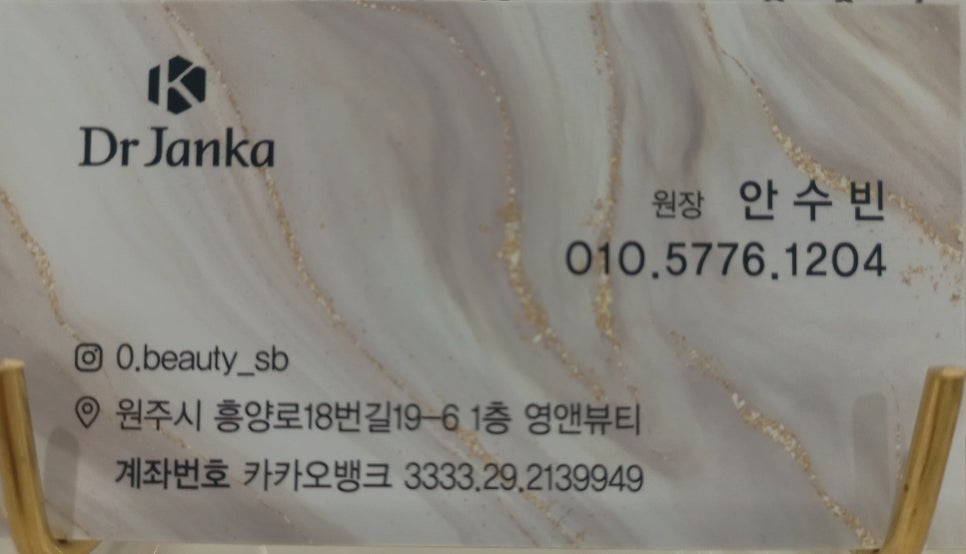 Dr Janka
원장 안수빈
010.5776.1204
0.beauty_sb
원주시 흥양로18번길19-6 1층 영앤뷰티
계좌번호 카카오뱅크 3333.29.2139949